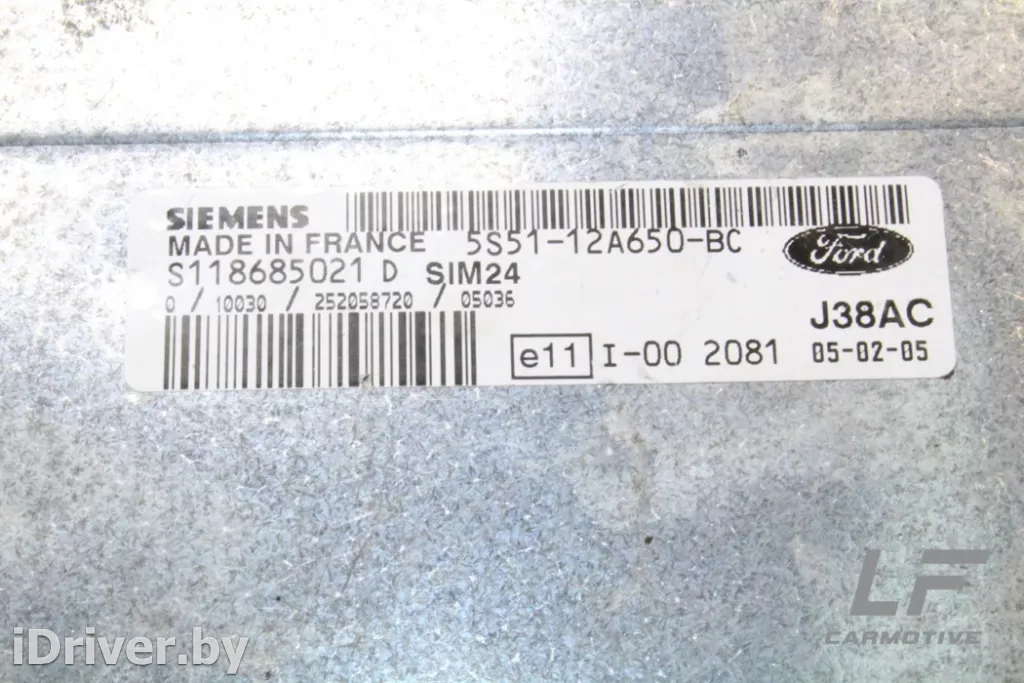 SIEMENS
MADE IN FRANCE 5S51-12A650-BC
S118685021 D SIM24
0 / 10030 / 252058720 / 05036
Ford
J38AC
e11 I-00 2081 05-02-05
LF
CARMOTIVE
iDriver.by